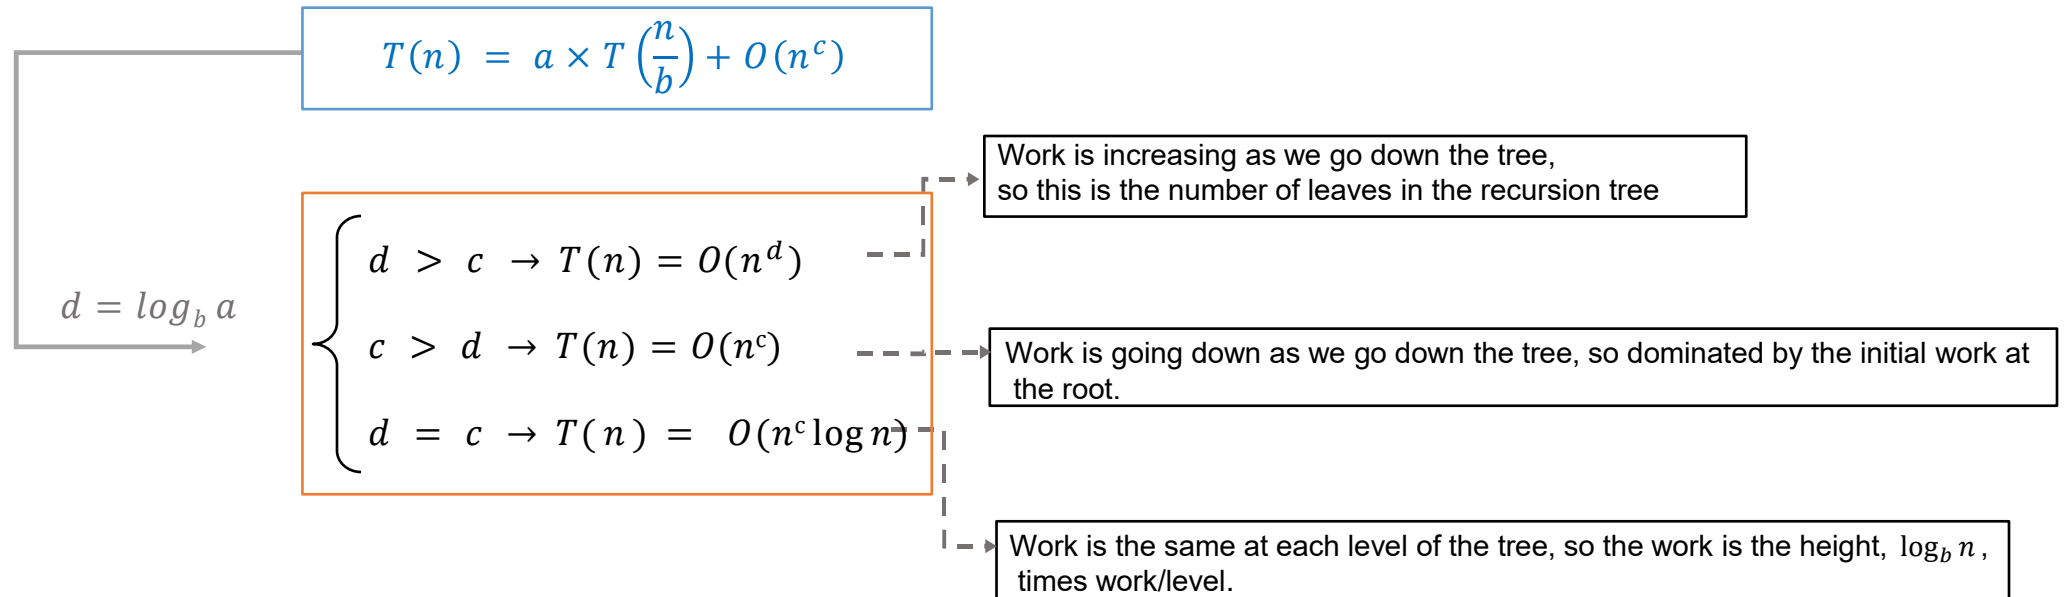 T(n) = a × T(n/b) + O(n^c)
Work is increasing as we go down the tree,
so this is the number of leaves in the recursion tree
d > c → T(n) = O(n^d)
d = log_b a
c > d → T(n) = O(n^c)
Work is going down as we go down the tree, so dominated by the initial work at
the root.
d = c → T(n) = O(n^c log n)
Work is the same at each level of the tree, so the work is the height, log_b n,
times work/level.